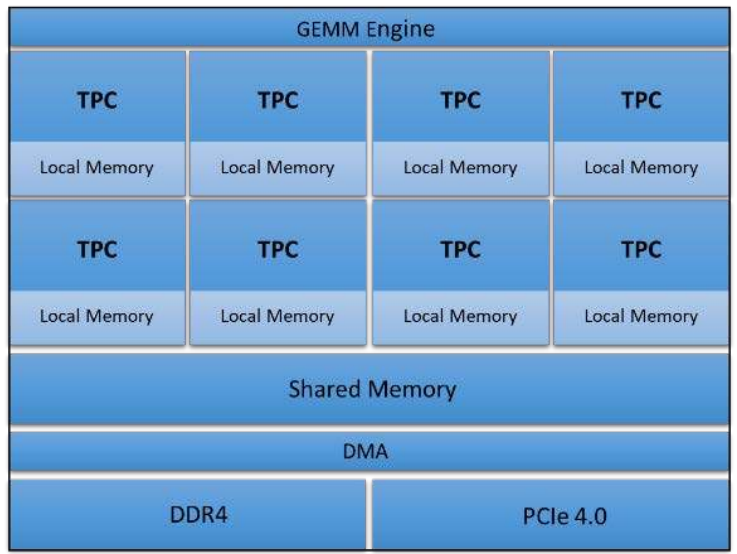 GEMM Engine
TPC TPC TPC TPC
Local Memory Local Memory Local Memory Local Memory
TPC TPC TPC TPC
Local Memory Local Memory Local Memory Local Memory
Shared Memory
DMA
DDR4 PCIe 4.0